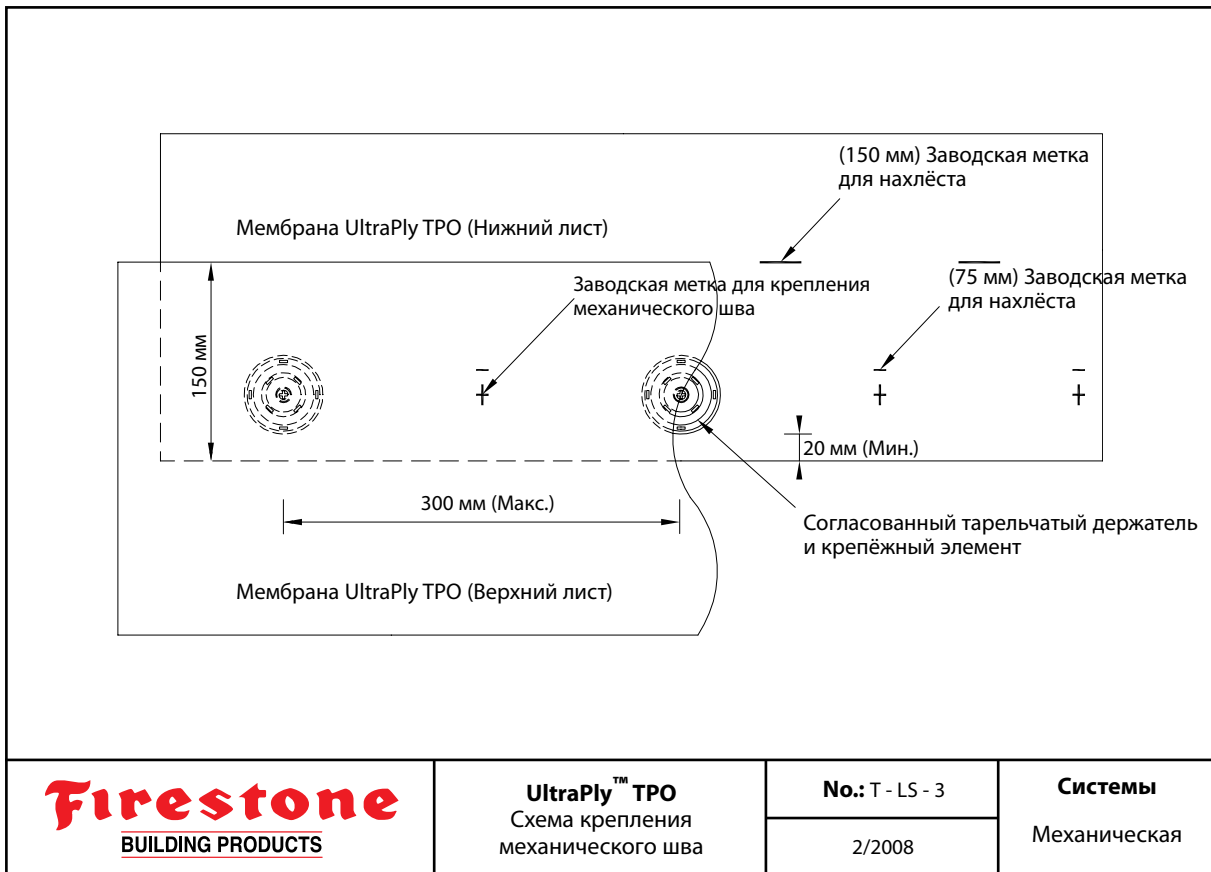 (150 мм) Заводская метка
для нахлёста
Мембрана UltraPly TPO (Нижний лист)
Заводская метка для крепления
механического шва
(75 мм) Заводская метка
для нахлёста
150 мм
20 мм (Мин.)
300 мм (Макс.)
Согласованный тарельчатый держатель
и крепёжный элемент
Мембрана UltraPly TPO (Верхний лист)
Firestone
BUILDING PRODUCTS
UltraPly™ TPO
Схема крепления
механического шва
No.: T - LS - 3
2/2008
Системы
Механическая